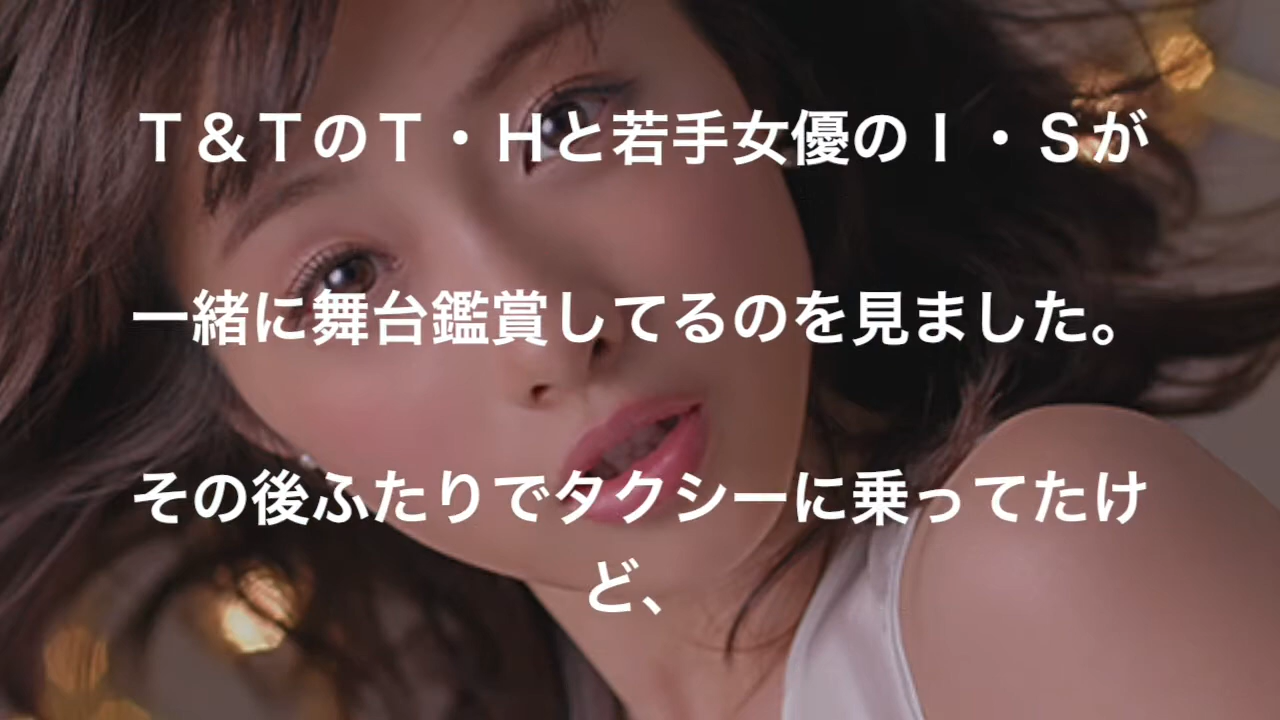 Ｔ＆ＴのＴ・Ｈと若手女優のＩ・Ｓが
一緒に舞台鑑賞してるのを見ました。
その後ふたりでタクシーに乗ってたけ
ど、